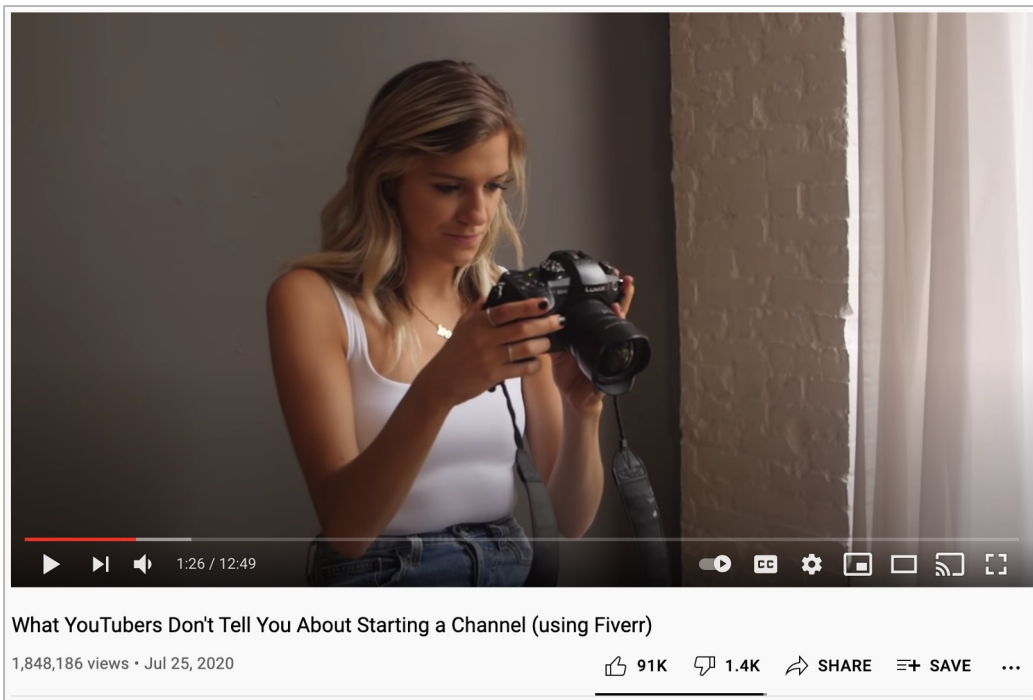 LUMIX
1:26 / 12:49
CC
What YouTubers Don't Tell You About Starting a Channel (using Fiverr)
1,848,186 views • Jul 25, 2020
91K 1.4K SHARE SAVE